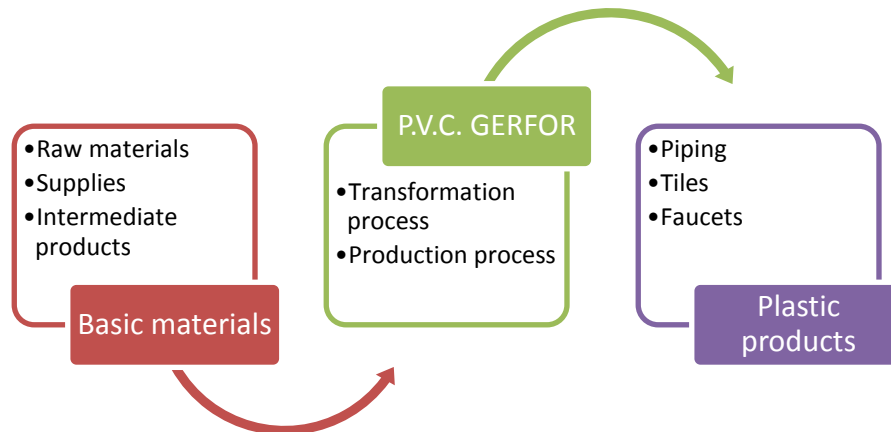 •Raw materials
•Supplies
•Intermediate
products
Basic materials
P.V.C. GERFOR
•Transformation
process
•Production process
•Piping
•Tiles
•Faucets
Plastic
products